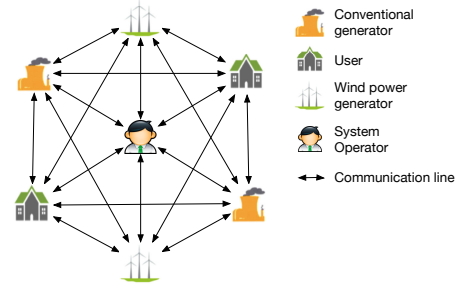 Conventional
generator
User
Wind power
generator
System
Operator
Communication line